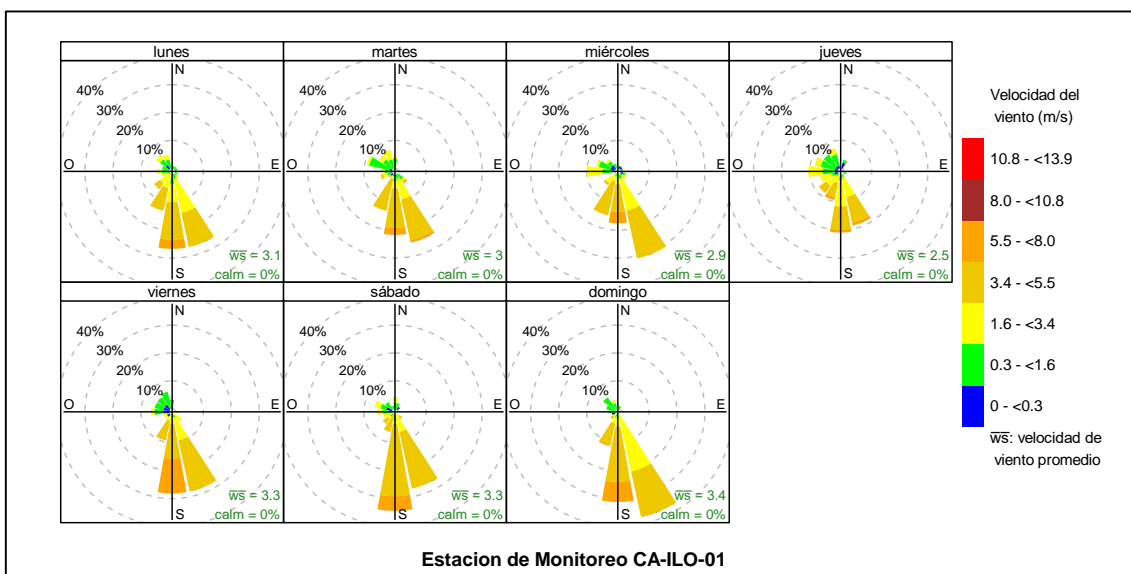 lunes
martes
miércoles
jueves
N
N
N
N
40%
40%
40%
40%
30%
30%
30%
30%
20%
20%
20%
20%
10%
10%
10%
10%
O
E
O
E
O
E
O
E
S
S
S
S
ws = 3.1
calm = 0%
ws = 3
calm = 0%
ws = 2.9
calm = 0%
ws = 2.5
calm = 0%
viernes
sábado
domingo
N
N
N
40%
40%
40%
30%
30%
30%
20%
20%
20%
10%
10%
10%
O
E
O
E
O
E
S
S
S
ws = 3.3
calm = 0%
ws = 3.3
calm = 0%
ws = 3.4
calm = 0%
Velocidad del
viento (m/s)
10.8 - <13.9
8.0 - <10.8
5.5 - <8.0
3.4 - <5.5
1.6 - <3.4
0.3 - <1.6
0 - <0.3
ws: velocidad de
viento promedio
Estacion de Monitoreo CA-ILO-01